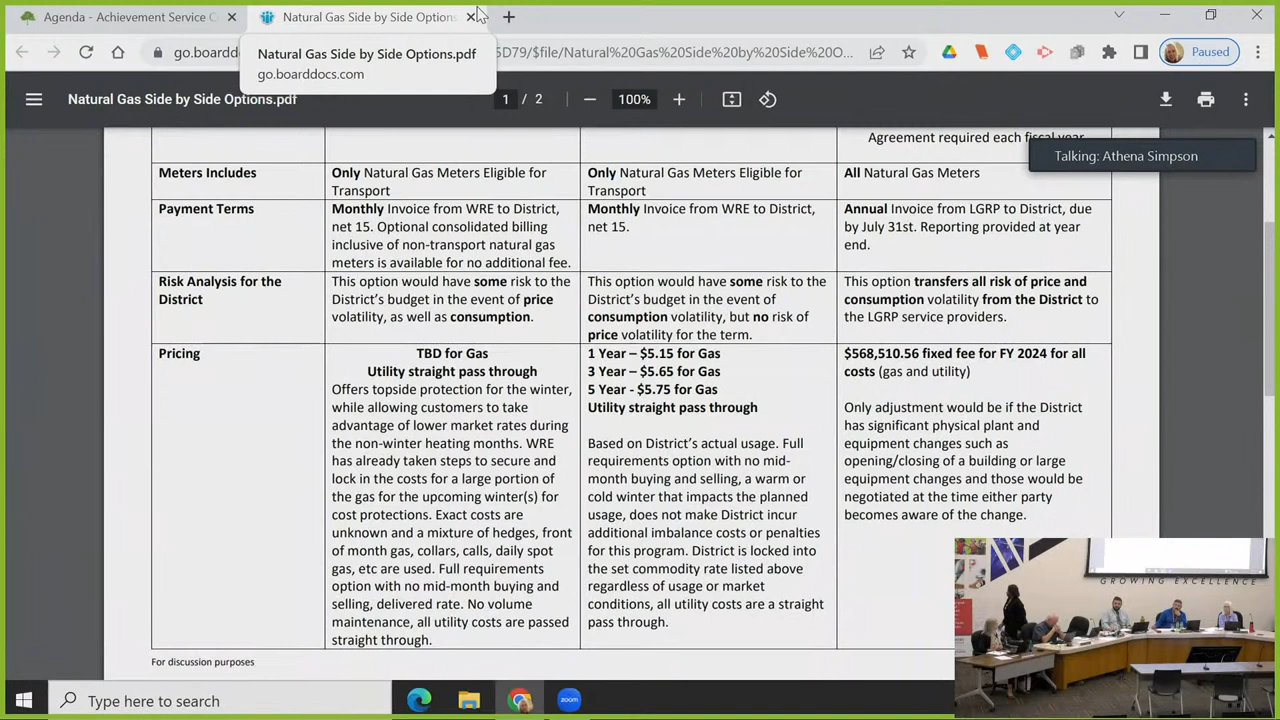 Agenda - Achievement Service C
Natural Gas Side by Side Options
go.boardd
5D79/$file/Natural%20Gas%20Side%20by%20Side%20O...
Paused
Natural Gas Side by Side Options.pdf
go.boarddocs.com
Natural Gas Side by Side Options.pdf
1 / 2
100%
Agreement required each fiscal year
Talking: Athena Simpson
Meters Includes
Only Natural Gas Meters Eligible for
Transport
Only Natural Gas Meters Eligible for
Transport
All Natural Gas Meters
Payment Terms
Monthly Invoice from WRE to District,
net 15. Optional consolidated billing
inclusive of non-transport natural gas
meters is available for no additional fee.
Monthly Invoice from WRE to District,
net 15.
Annual Invoice from LGRP to District, due
by July 31st. Reporting provided at year
end.
Risk Analysis for the
District
This option would have some risk to the
District's budget in the event of price
volatility, as well as consumption.
This option would have some risk to the
District's budget in the event of
consumption volatility, but no risk of
price volatility for the term.
This option transfers all risk of price and
consumption volatility from the District to
the LGRP service providers.
Pricing
TBD for Gas
Utility straight pass through
Offers topside protection for the winter,
while allowing customers to take
advantage of lower market rates during
the non-winter heating months. WRE
has already taken steps to secure and
lock in the costs for a large portion of
the gas for the upcoming winter(s) for
cost protections. Exact costs are
unknown and a mixture of hedges, front
of month gas, collars, calls, daily spot
gas, etc are used. Full requirements
option with no mid-month buying and
selling, delivered rate. No volume
maintenance, all utility costs are passed
straight through.
1 Year – $5.15 for Gas
3 Year – $5.65 for Gas
5 Year - $5.75 for Gas
Utility straight pass through
Based on District's actual usage. Full
requirements option with no mid-
month buying and selling, a warm or
cold winter that impacts the planned
usage, does not make District incur
additional imbalance costs or penalties
for this program. District is locked into
the set commodity rate listed above
regardless of usage or market
conditions, all utility costs are a straight
pass through.
$568,510.56 fixed fee for FY 2024 for all
costs (gas and utility)
Only adjustment would be if the District
has significant physical plant and
equipment changes such as
opening/closing of a building or large
equipment changes and those would be
negotiated at the time either party
becomes aware of the change.
For discussion purposes
GROWING EXCELLENCE
Type here to search
zoom